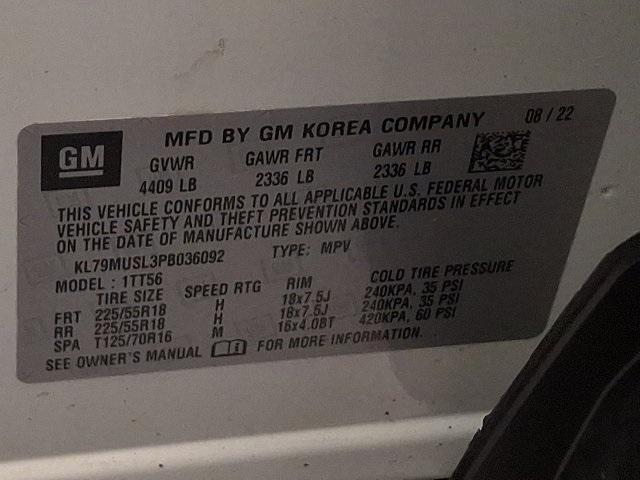 GM
MFD BY GM KOREA COMPANY 08 / 22
GVWR GAWR FRT GAWR RR
4409 LB 2336 LB 2336 LB
THIS VEHICLE CONFORMS TO ALL APPLICABLE U.S. FEDERAL MOTOR
VEHICLE SAFETY AND THEFT PREVENTION STANDARDS IN EFFECT
ON THE DATE OF MANUFACTURE SHOWN ABOVE.
KL79MUSL3PB036092 TYPE: MPV
MODEL : 1TT56
TIRE SIZE SPEED RTG RIM COLD TIRE PRESSURE
FRT 225/55R18 H 18x7.5J 240KPA, 35 PSI
RR 225/55R18 H 18x7.5J 240KPA, 35 PSI
SPA T125/70R16 M 16x4.0BT 420KPA, 60 PSI
SEE OWNER'S MANUAL FOR MORE INFORMATION.